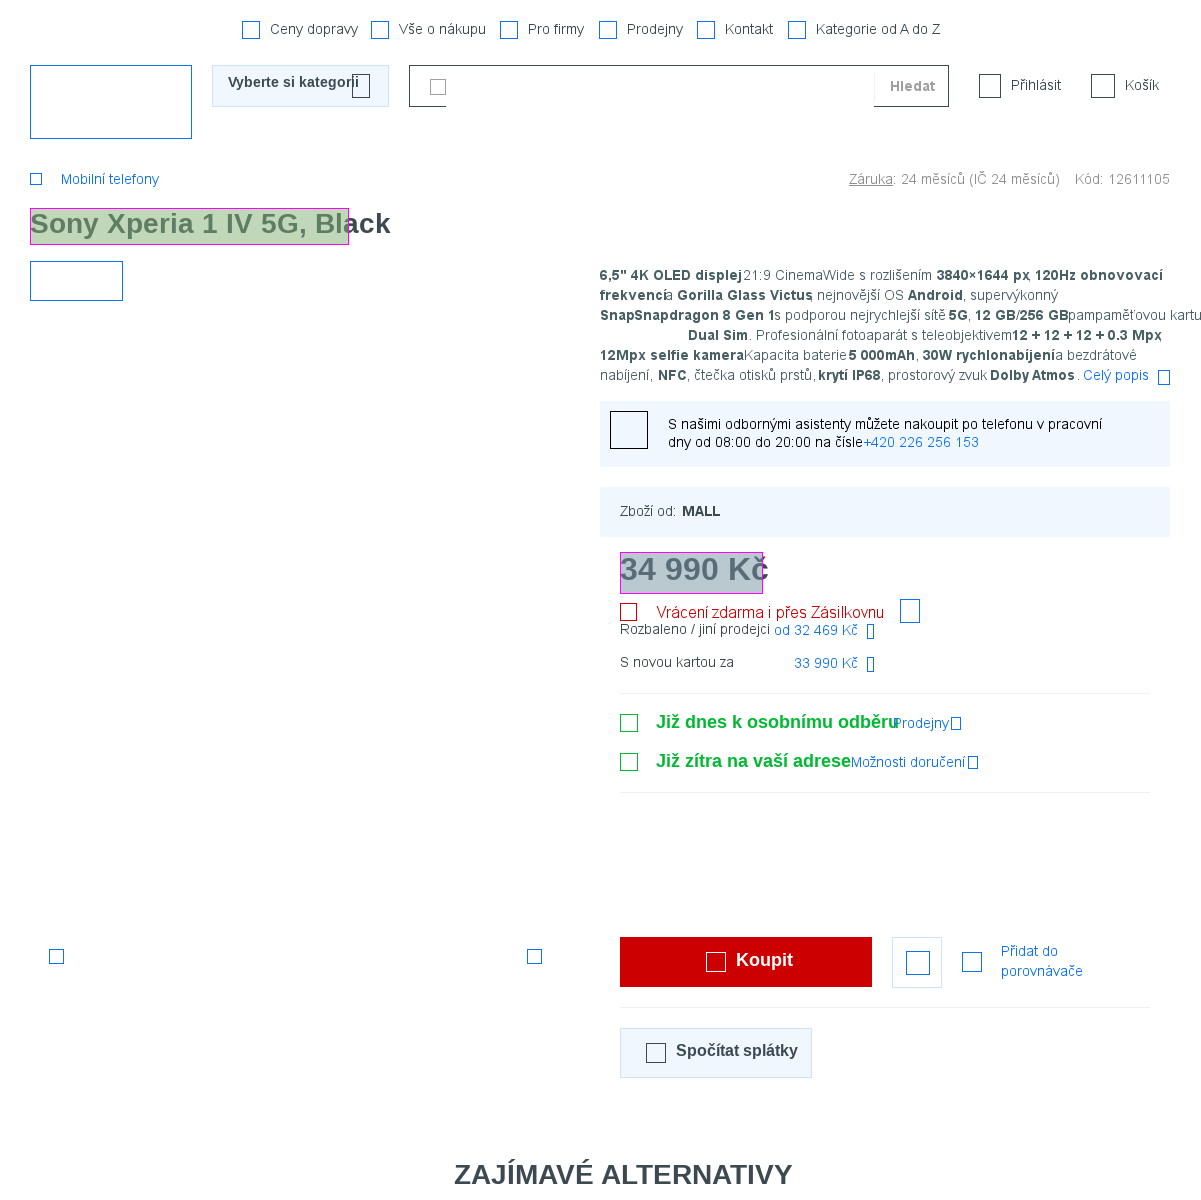 Ceny dopravy Vše o nákupu Pro firmy Prodejny Kontakt Kategorie od A do Z
Vyberte si kategorii Hledat Přihlásit Košík
Mobilní telefony Záruka: 24 měsíců (IČ 24 měsíců) Kód: 12611105
Sony Xperia 1 IV 5G, Black
6,5" 4K OLED displej 21:9 CinemaWide s rozlišením 3840×1644 px, 120Hz obnovovací
frekvencí a Gorilla Glass Victus, nejnovější OS Android, supervýkonný
SnapSnapdragon 8 Gen 1 s podporou nejrychlejší sítě 5G, 12 GB/256 GB pampaměťovou kartu
Dual Sim. Profesionální fotoaparát s teleobjektivem 12 + 12 + 12 + 0.3 Mpx,
12Mpx selfie kamera Kapacita baterie 5 000mAh, 30W rychlonabíjení a bezdrátové
nabíjení, NFC, čtečka otisků prstů, krytí IP68, prostorový zvuk Dolby Atmos. Celý popis
S našimi odbornými asistenty můžete nakoupit po telefonu v pracovní
dny od 08:00 do 20:00 na čísle +420 226 256 153
Zboží od: MALL
34 990 Kč
Vrácení zdarma i přes Zásilkovnu
Rozbaleno / jiní prodejci od 32 469 Kč
S novou kartou za 33 990 Kč
Již dnes k osobnímu odběru Prodejny
Již zítra na vaší adrese Možnosti doručení
Koupit Přidat do
porovnávače
Spočítat splátky
ZAJÍMAVÉ ALTERNATIVY